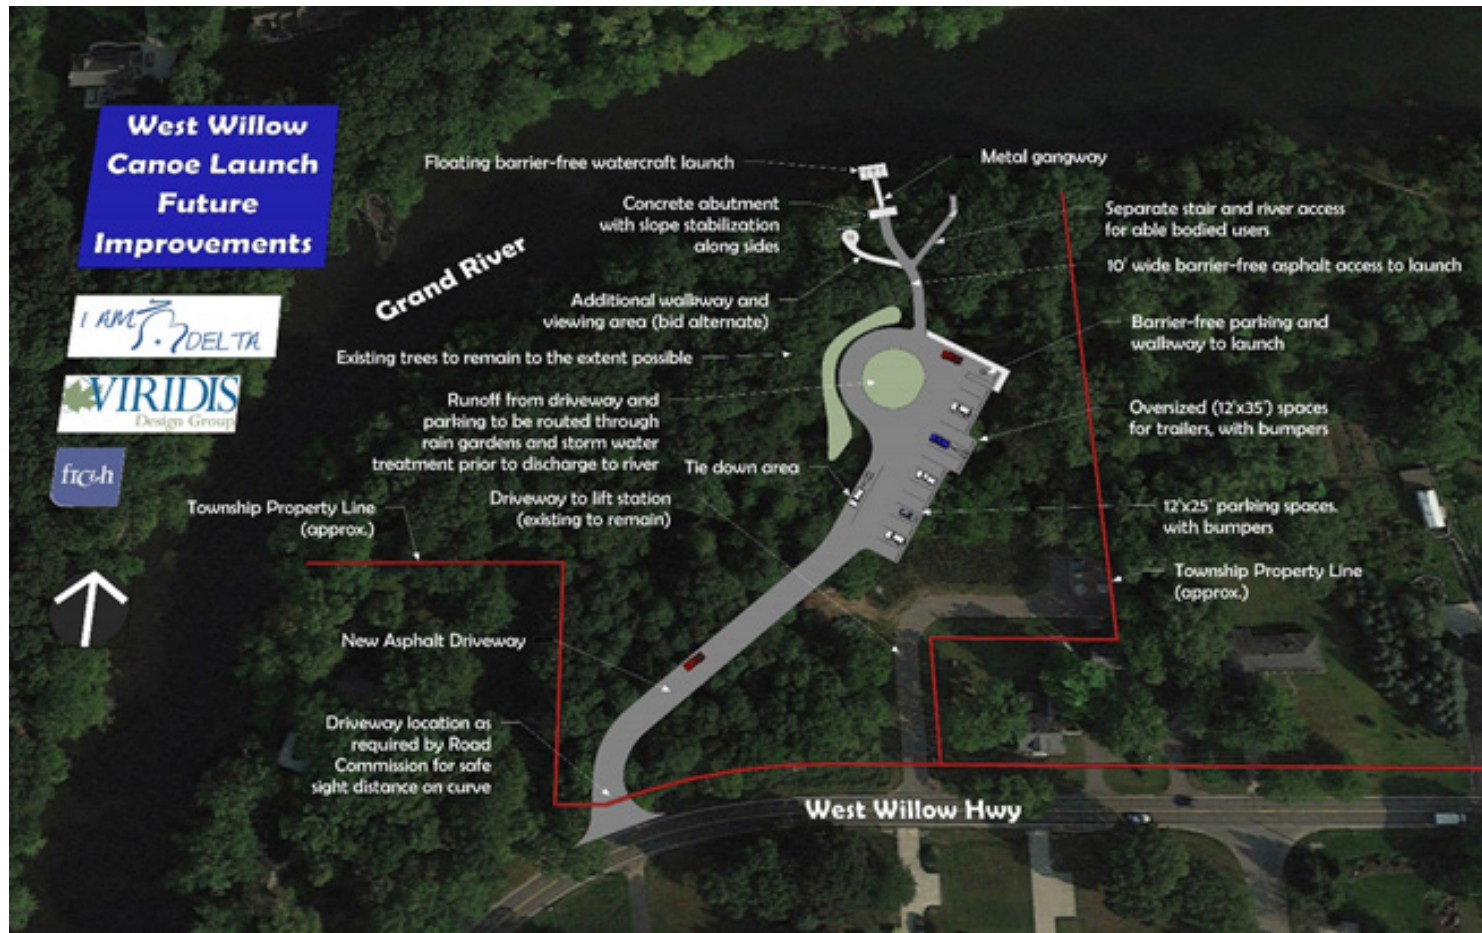 West Willow
Canoe Launch
Future
Improvements
I AM
DELTA
VIRIDIS
Design Group
ftc&h
Grand River
Floating barrier-free watercraft launch
Metal gangway
Concrete abutment
with slope stabilization
along sides
Separate stair and river access
for able bodied users
10' wide barrier-free asphalt access to launch
Additional walkway and
viewing area (bid alternate)
Barrier-free parking and
walkway to launch
Existing trees to remain to the extent possible
Runoff from driveway and
parking to be routed through
rain gardens and storm water
treatment prior to discharge to river
Oversized (12'x35') spaces
for trailers, with bumpers
Tie down area
Driveway to lift station
(existing to remain)
12'x25' parking spaces.
with bumpers
Township Property Line
(approx.)
Township Property Line
(approx.)
New Asphalt Driveway
Driveway location as
required by Road
Commission for safe
sight distance on curve
West Willow Hwy